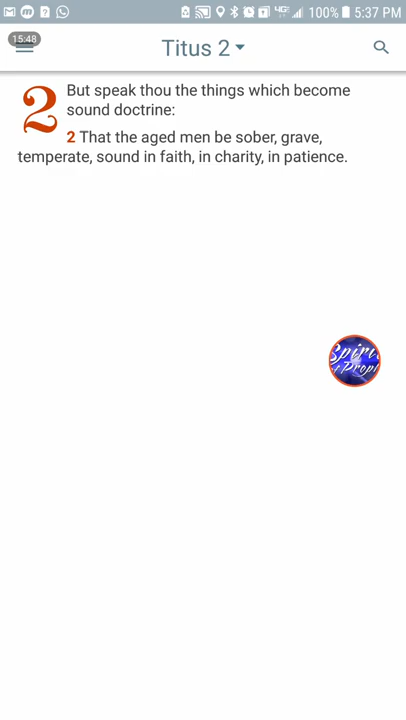 15:48
100% 5:37 PM
Titus 2
2 But speak thou the things which become
sound doctrine:
2 That the aged men be sober, grave,
temperate, sound in faith, in charity, in patience.